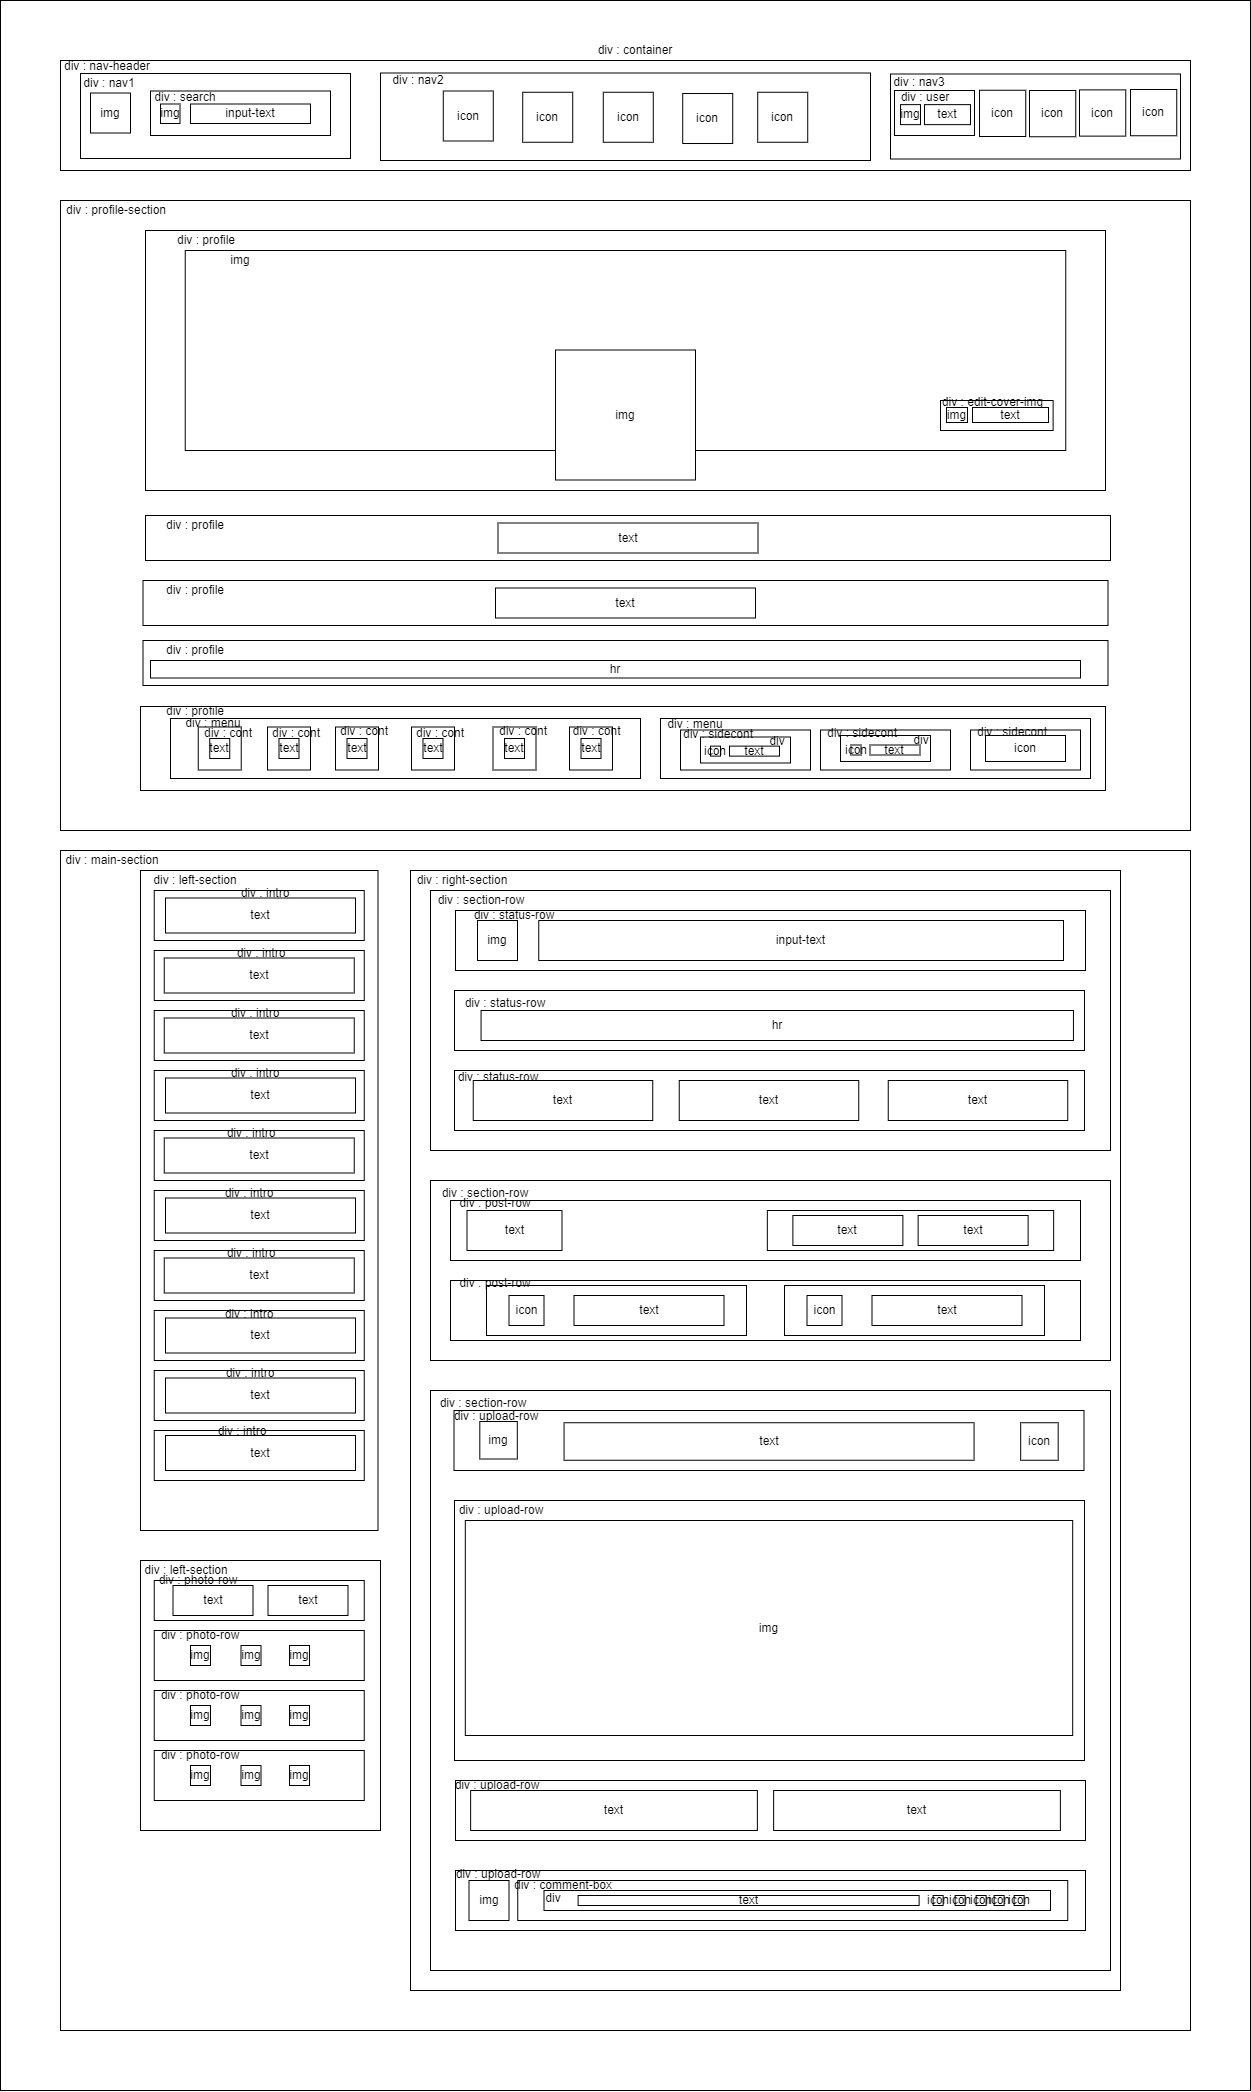 div : container
div : nav-header
div : nav1
img
div : search
img
input-text
div : nav2
icon
icon
icon
icon
icon
div : nav3
div : user
img
text
icon
icon
icon
icon
div : profile-section
div : profile
img
img
div : edit-cover-img
img
text
div : profile
text
div : profile
text
div : profile
hr
div : profile
div : menu
div : cont
text
div : cont
text
div : cont
text
div : cont
text
div : cont
text
div : cont
text
div : menu
div : sidecont
div
icon
text
div : sidecont
div
icon
text
div : sidecont
icon
div : main-section
div : left-section
div : intro
text
div : intro
text
div : intro
text
div : intro
text
div : intro
text
div : intro
text
div : intro
text
div : intro
text
div : intro
text
div : intro
text
div : left-section
div : photo-row
text
text
div : photo-row
img
img
img
div : photo-row
img
img
img
div : photo-row
img
img
img
div : right-section
div : section-row
div : status-row
img
input-text
div : status-row
hr
div : status-row
text
text
text
div : section-row
div : post-row
text
text
text
div : post-row
icon
text
icon
text
div : section-row
div : upload-row
img
text
icon
div : upload-row
img
div : upload-row
text
text
div : upload-row
img
div : comment-box
div
text
icon
icon
icon
icon
icon